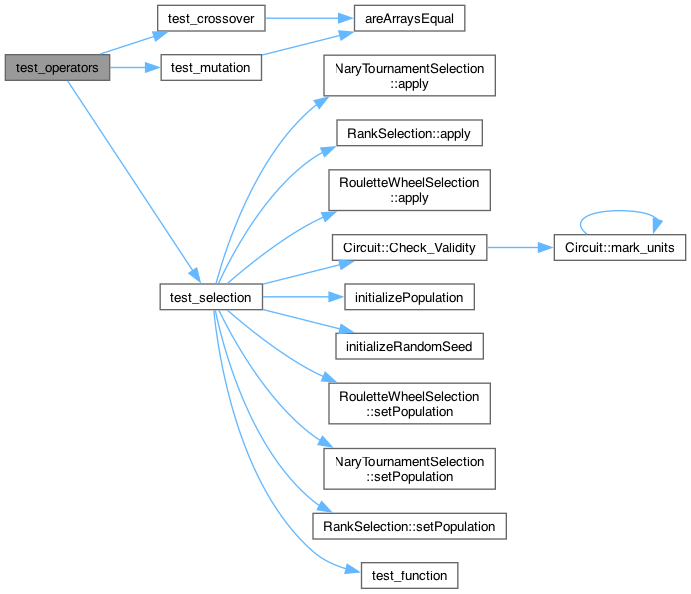 test_crossover
areArraysEqual
test_operators
test_mutation
NaryTournamentSelection
::apply
RankSelection::apply
RouletteWheelSelection
::apply
Circuit::Check_Validity
Circuit::mark_units
test_selection
initializePopulation
initializeRandomSeed
RouletteWheelSelection
::setPopulation
NaryTournamentSelection
::setPopulation
RankSelection::setPopulation
test_function